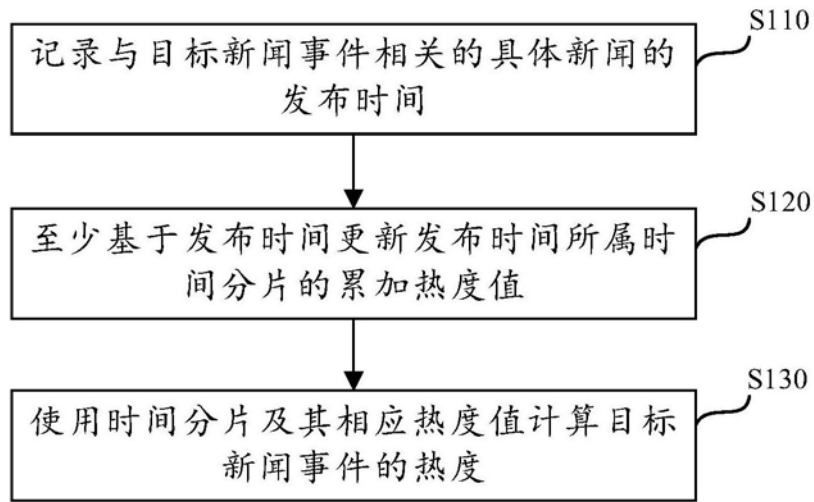 S110
记录与目标新闻事件相关的具体新闻的
发布时间
S120
至少基于发布时间更新发布时间所属时
间分片的累加热度值
S130
使用时间分片及其相应热度值计算目标
新闻事件的热度